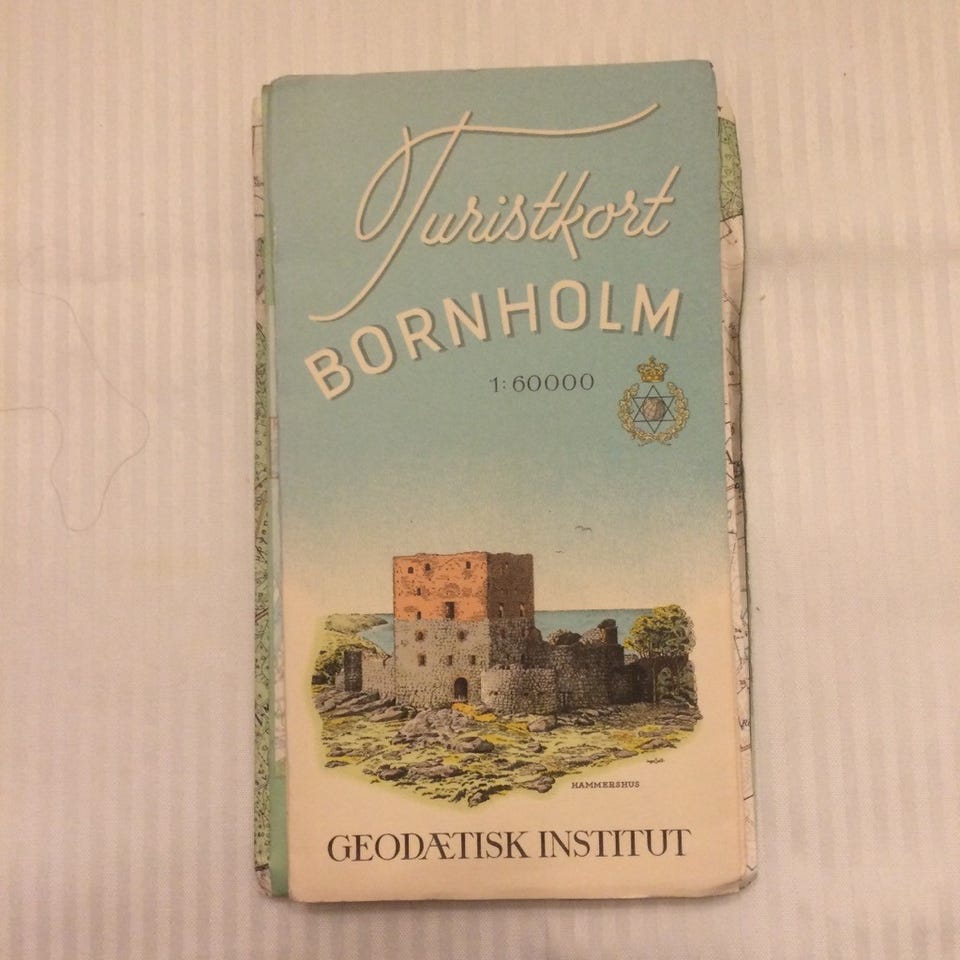 Turistkort
BORNHOLM
1:60000
HAMMERSHUS
GEODÆTISK INSTITUT